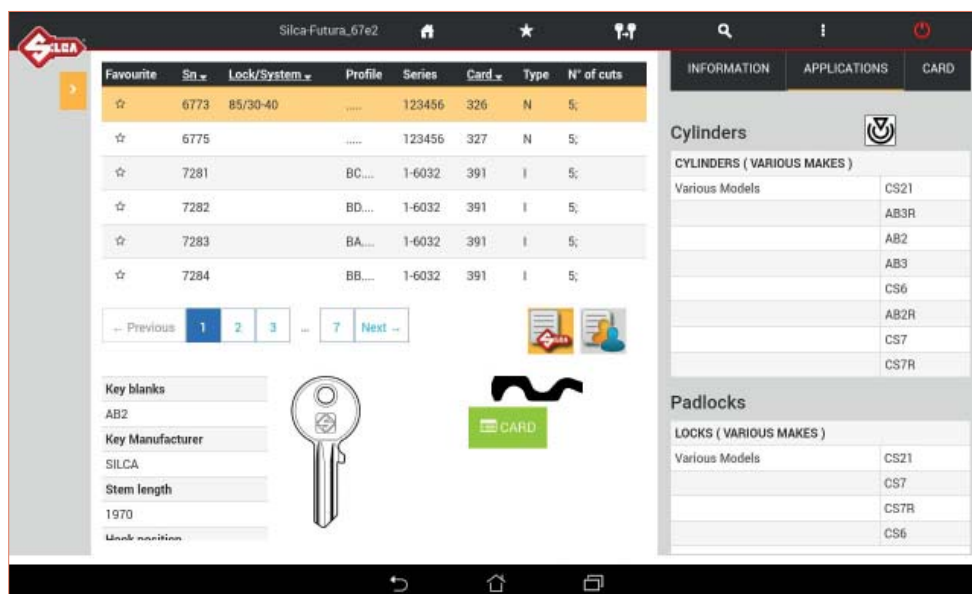 Silca-Futura_67e2
SILCA
Favourite Sn Lock/System Profile Series Card Type N° of cuts
6773 85/30-40 ..... 123456 326 N 5;
6775 ..... 123456 327 N 5;
7281 BC.... 1-6032 391 I 5;
7282 BD.... 1-6032 391 I 5;
7283 BA.... 1-6032 391 I 5;
7284 BB.... 1-6032 391 I 5;
← Previous 1 2 3 ... 7 Next →
Key blanks
AB2
Key Manufacturer
SILCA
Stem length
1970
Hook position
CARD
INFORMATION APPLICATIONS CARD
Cylinders
CYLINDERS ( VARIOUS MAKES )
Various Models CS21
AB3R
AB2
AB3
CS6
AB2R
CS7
CS7R
Padlocks
LOCKS ( VARIOUS MAKES )
Various Models CS21
CS7
CS7R
CS6